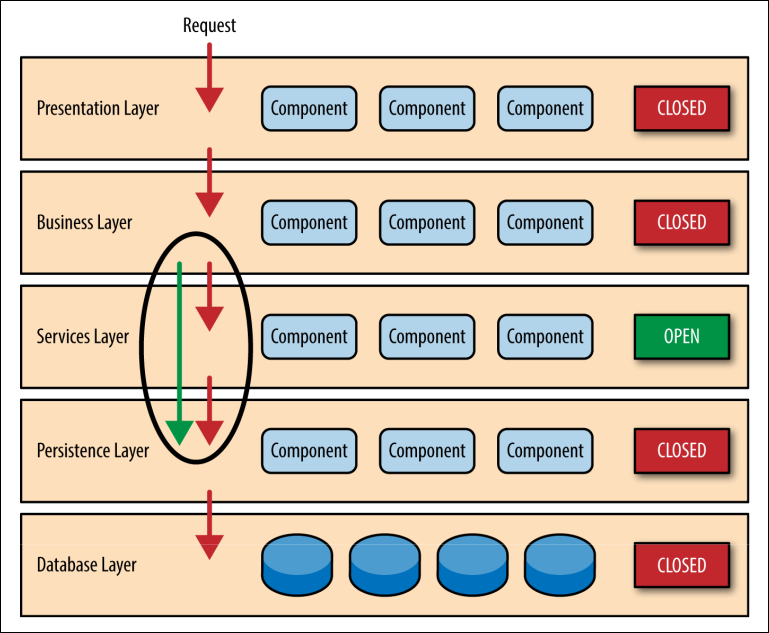 Request
Presentation Layer
Component
Component
Component
CLOSED
Business Layer
Component
Component
Component
CLOSED
Services Layer
Component
Component
Component
OPEN
Persistence Layer
Component
Component
Component
CLOSED
Database Layer
CLOSED